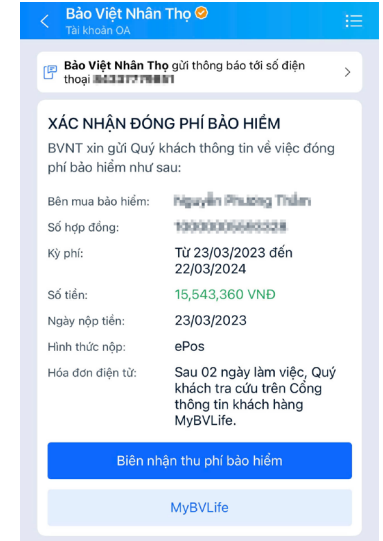 Bảo Việt Nhân Thọ
Tài khoản OA
Bảo Việt Nhân Thọ gửi thông báo tới số điện
thoại
XÁC NHẬN ĐÓNG PHÍ BẢO HIỂM
BVNT xin gửi Quý khách thông tin về việc đóng
phí bảo hiểm như sau:
Bên mua bảo hiểm:
Số hợp đồng:
Kỳ phí: Từ 23/03/2023 đến
22/03/2024
Số tiền: 15,543,360 VNĐ
Ngày nộp tiền: 23/03/2023
Hình thức nộp: ePos
Hóa đơn điện tử: Sau 02 ngày làm việc, Quý
khách tra cứu trên Cổng
thông tin khách hàng
MyBVLife.
Biên nhận thu phí bảo hiểm
MyBVLife